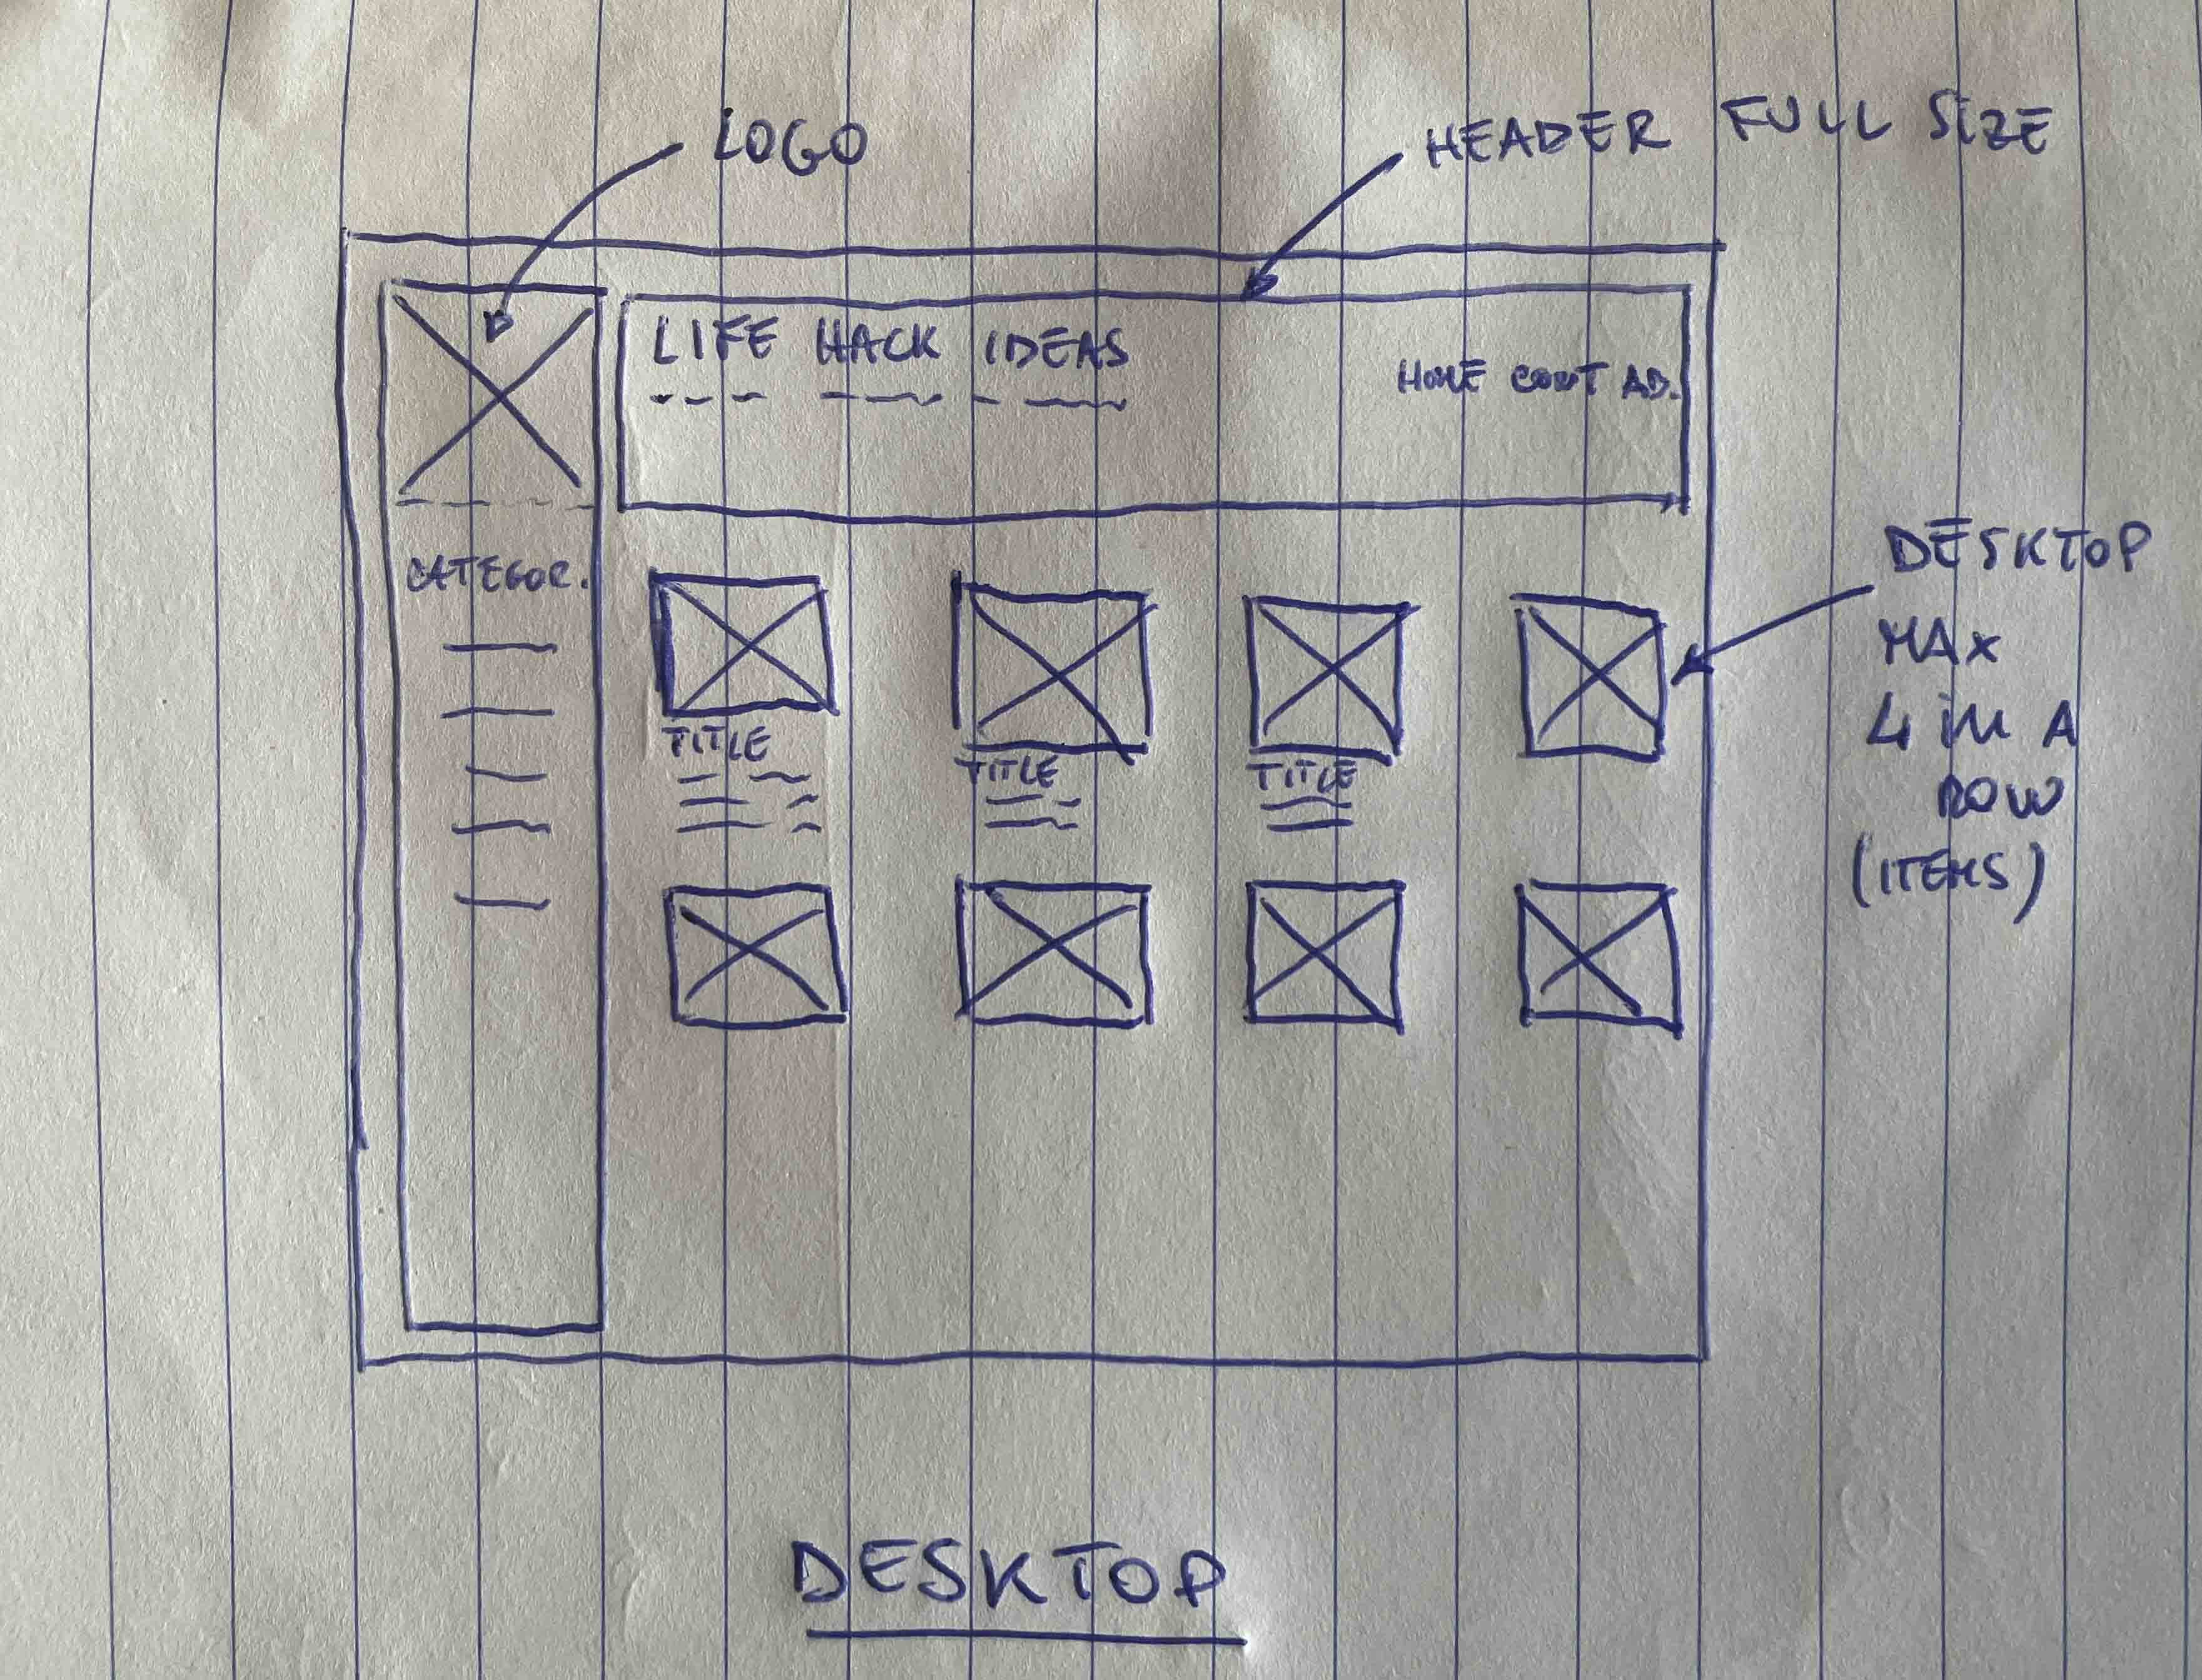 LOGO
HEADER FULL SIZE
LIFE HACK IDEAS
HOME CONT AB.
CATEGOR.
TITLE
TITLE
TITLE
DESKTOP
MAX
4 IN A
ROW
(ITEMS)
DESKTOP